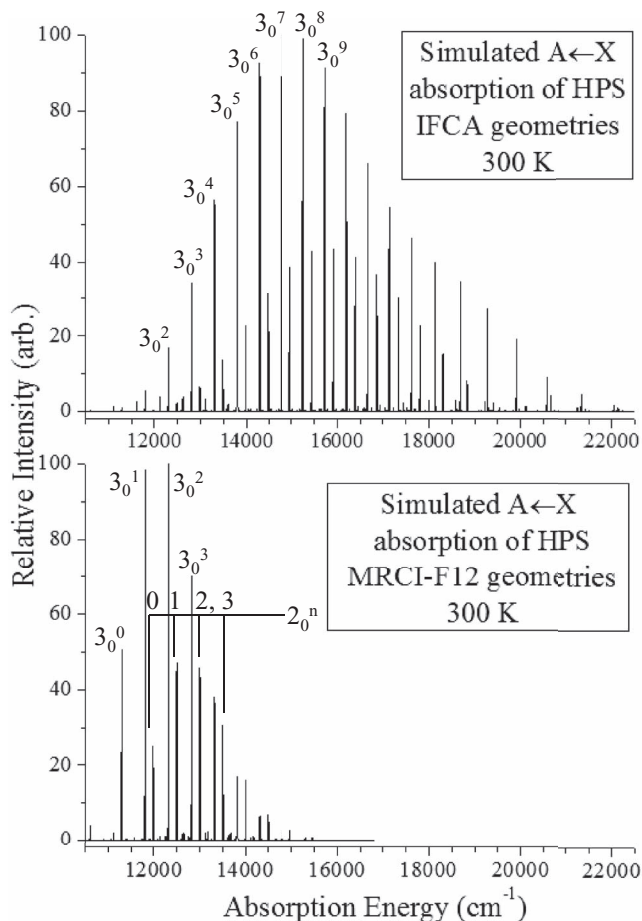 Relative Intensity (arb.)
100
80
60
40
20
0
3₀²
3₀³
3₀⁴
3₀⁵
3₀⁶
3₀⁷
3₀⁸
3₀⁹
Simulated A←X
absorption of HPS
IFCA geometries
300 K
12000 14000 16000 18000 20000 22000
100
80
60
40
20
0
3₀⁰
3₀¹
3₀²
3₀³
0 1 2, 3
2₀ⁿ
Simulated A←X
absorption of HPS
MRCI-F12 geometries
300 K
12000 14000 16000 18000 20000 22000
Absorption Energy (cm⁻¹)